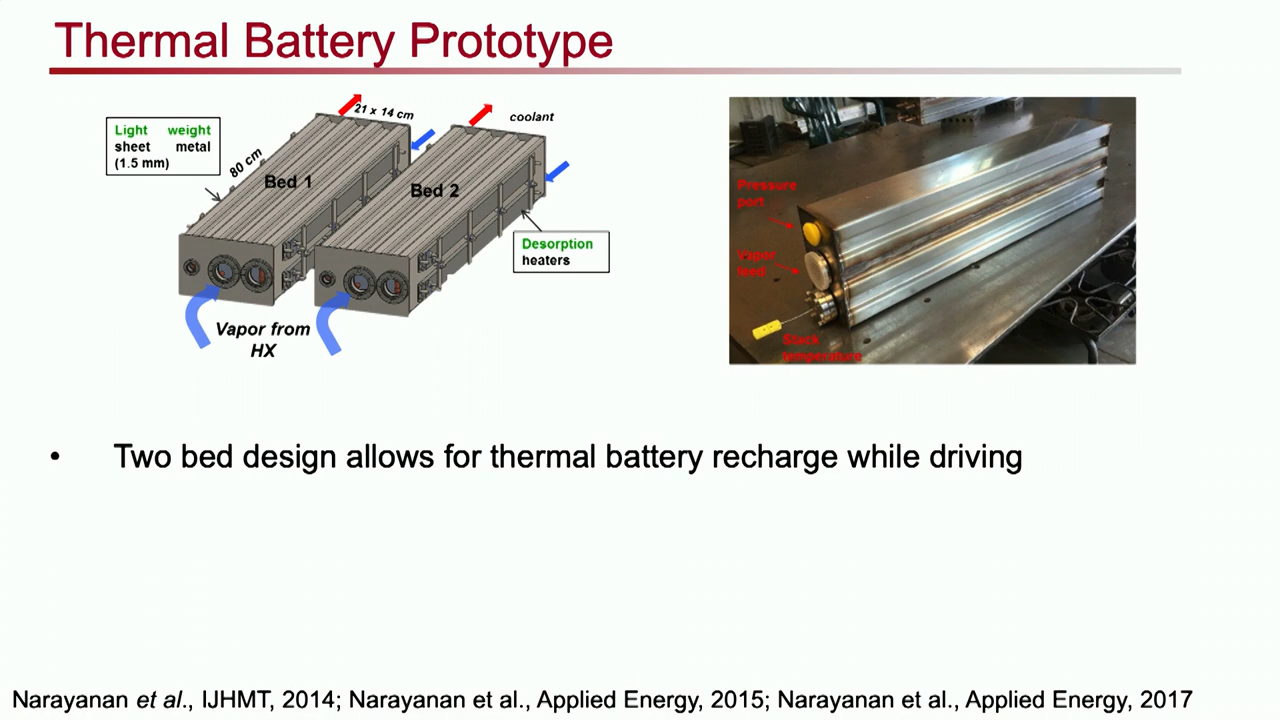 Thermal Battery Prototype
Light weight
sheet metal
(1.5 mm)
80 cm
21 x 14 cm
coolant
Bed 1
Bed 2
Desorption
heaters
Vapor from
HX
Pressure
port
Vapor
feed
Stack
temperature
• Two bed design allows for thermal battery recharge while driving
Narayanan et al., IJHMT, 2014; Narayanan et al., Applied Energy, 2015; Narayanan et al., Applied Energy, 2017